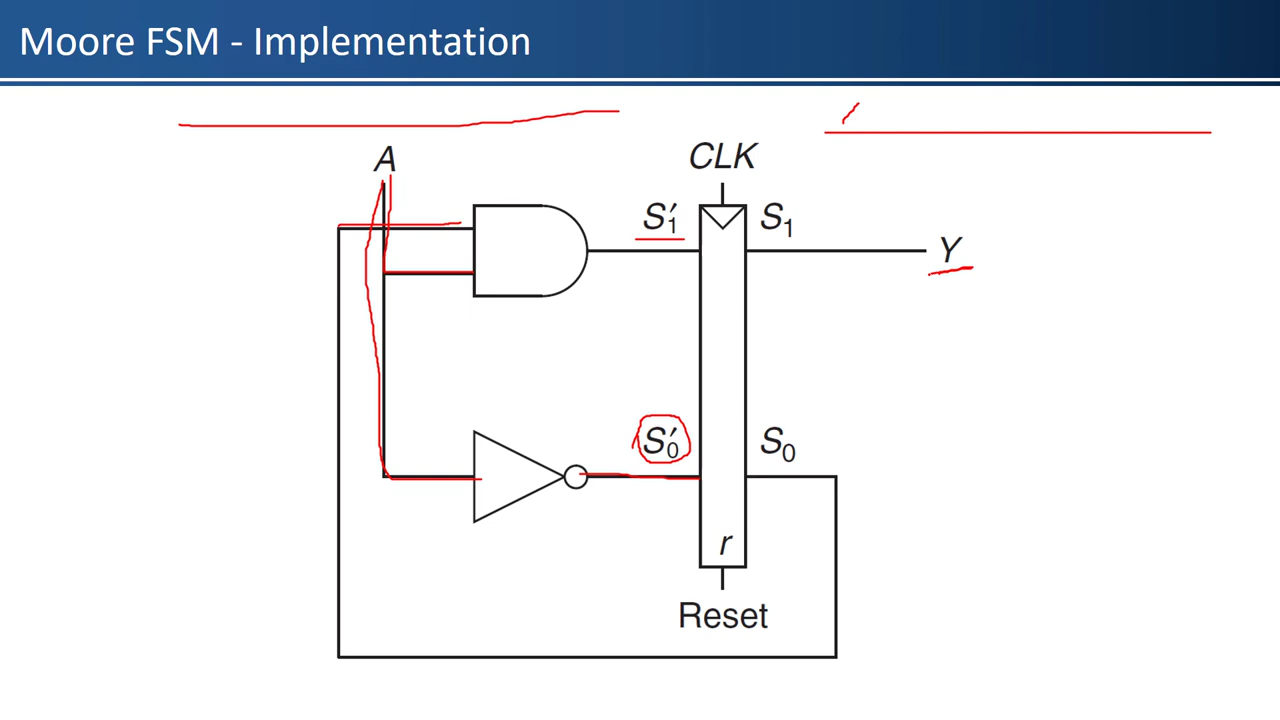 Moore FSM - Implementation
A
CLK
S′1
S1
Y
S′0
S0
r
Reset